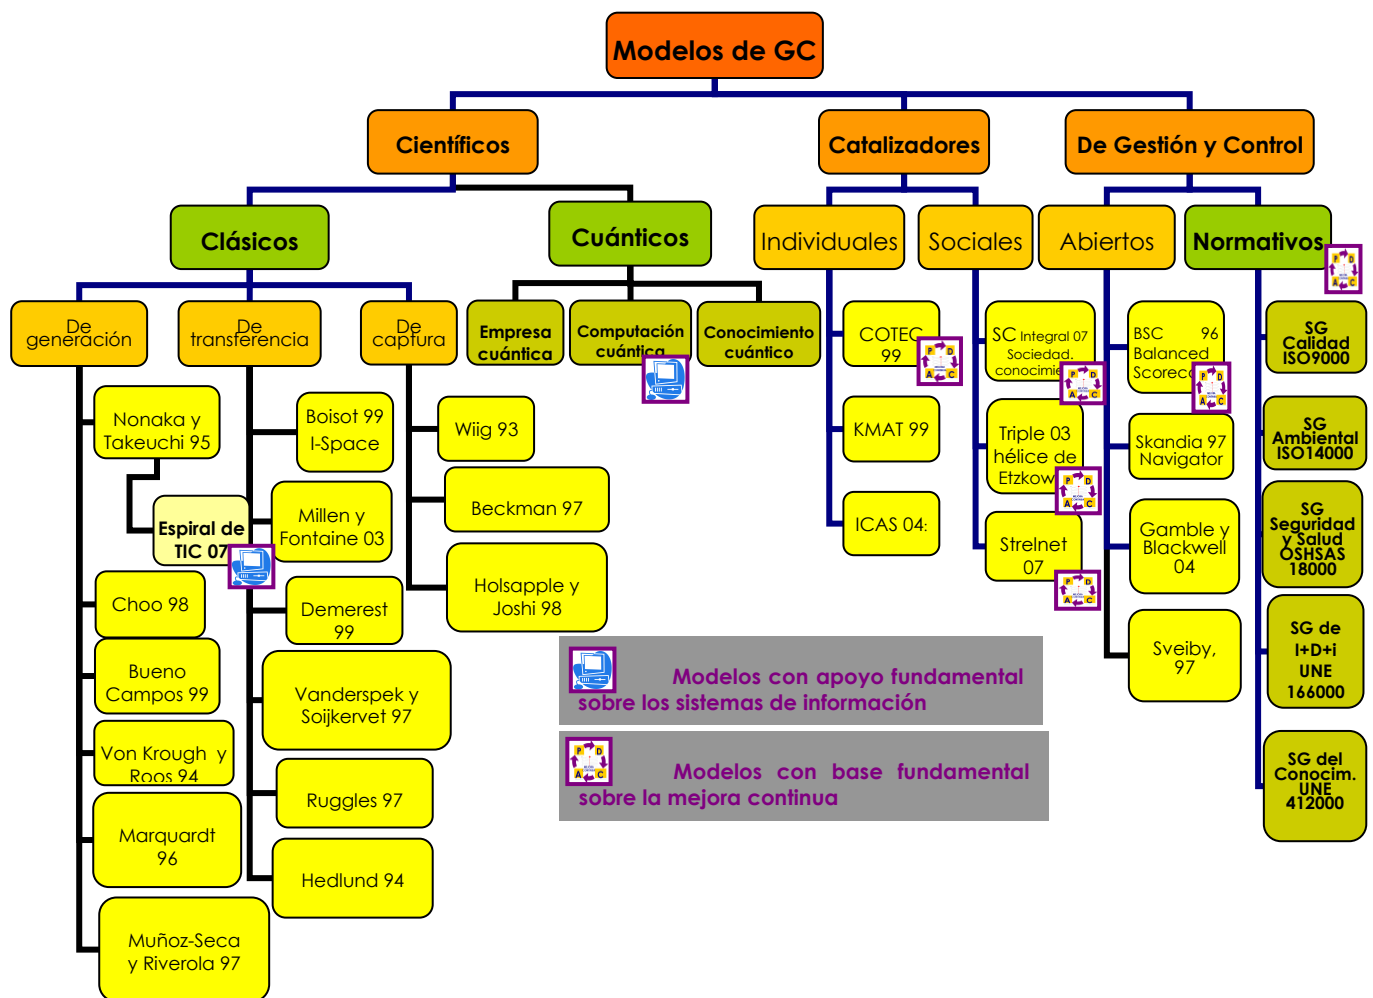 Modelos de GC
Científicos
Catalizadores
De Gestión y Control
Clásicos
Cuánticos
Individuales
Sociales
Abiertos
Normativos
De
generación
De
transferencia
De
captura
Empresa
cuántica
Computación
cuántica
Conocimiento
cuántico
Nonaka y
Takeuchi 95
Espiral de
TIC 07
Choo 98
Bueno
Campos 99
Von Krough y
Roos 94
Marquardt
96
Muñoz-Seca
y Riverola 97
Boisot 99
I-Space
Millen y
Fontaine 03
Demerest
99
Vanderspek y
Soijkervet 97
Ruggles 97
Hedlund 94
Wiig 93
Beckman 97
Holsapple y
Joshi 98
COTEC
99
KMAT 99
ICAS 04:
SC Integral 07
Sociedad.
Triple 03
hélice de
Strelnet
07
BSC 96
Balanced
Skandia 97
Navigator
Gamble y
Blackwell
04
Sveiby,
97
SG
Calidad
ISO9000
SG
Ambiental
ISO14000
SG
Seguridad
y Salud
OSHSAS
18000
SG de
I+D+i
UNE
166000
SG del
Conocim.
UNE
412000
Modelos con apoyo fundamental
sobre los sistemas de información
P D
A C
Modelos con base fundamental
sobre la mejora continua